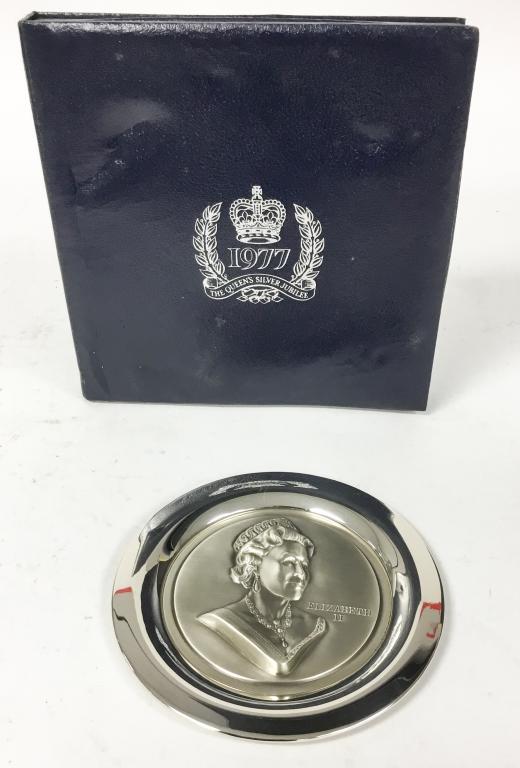 1977
THE QUEEN'S SILVER JUBILEE
ELIZABETH
II